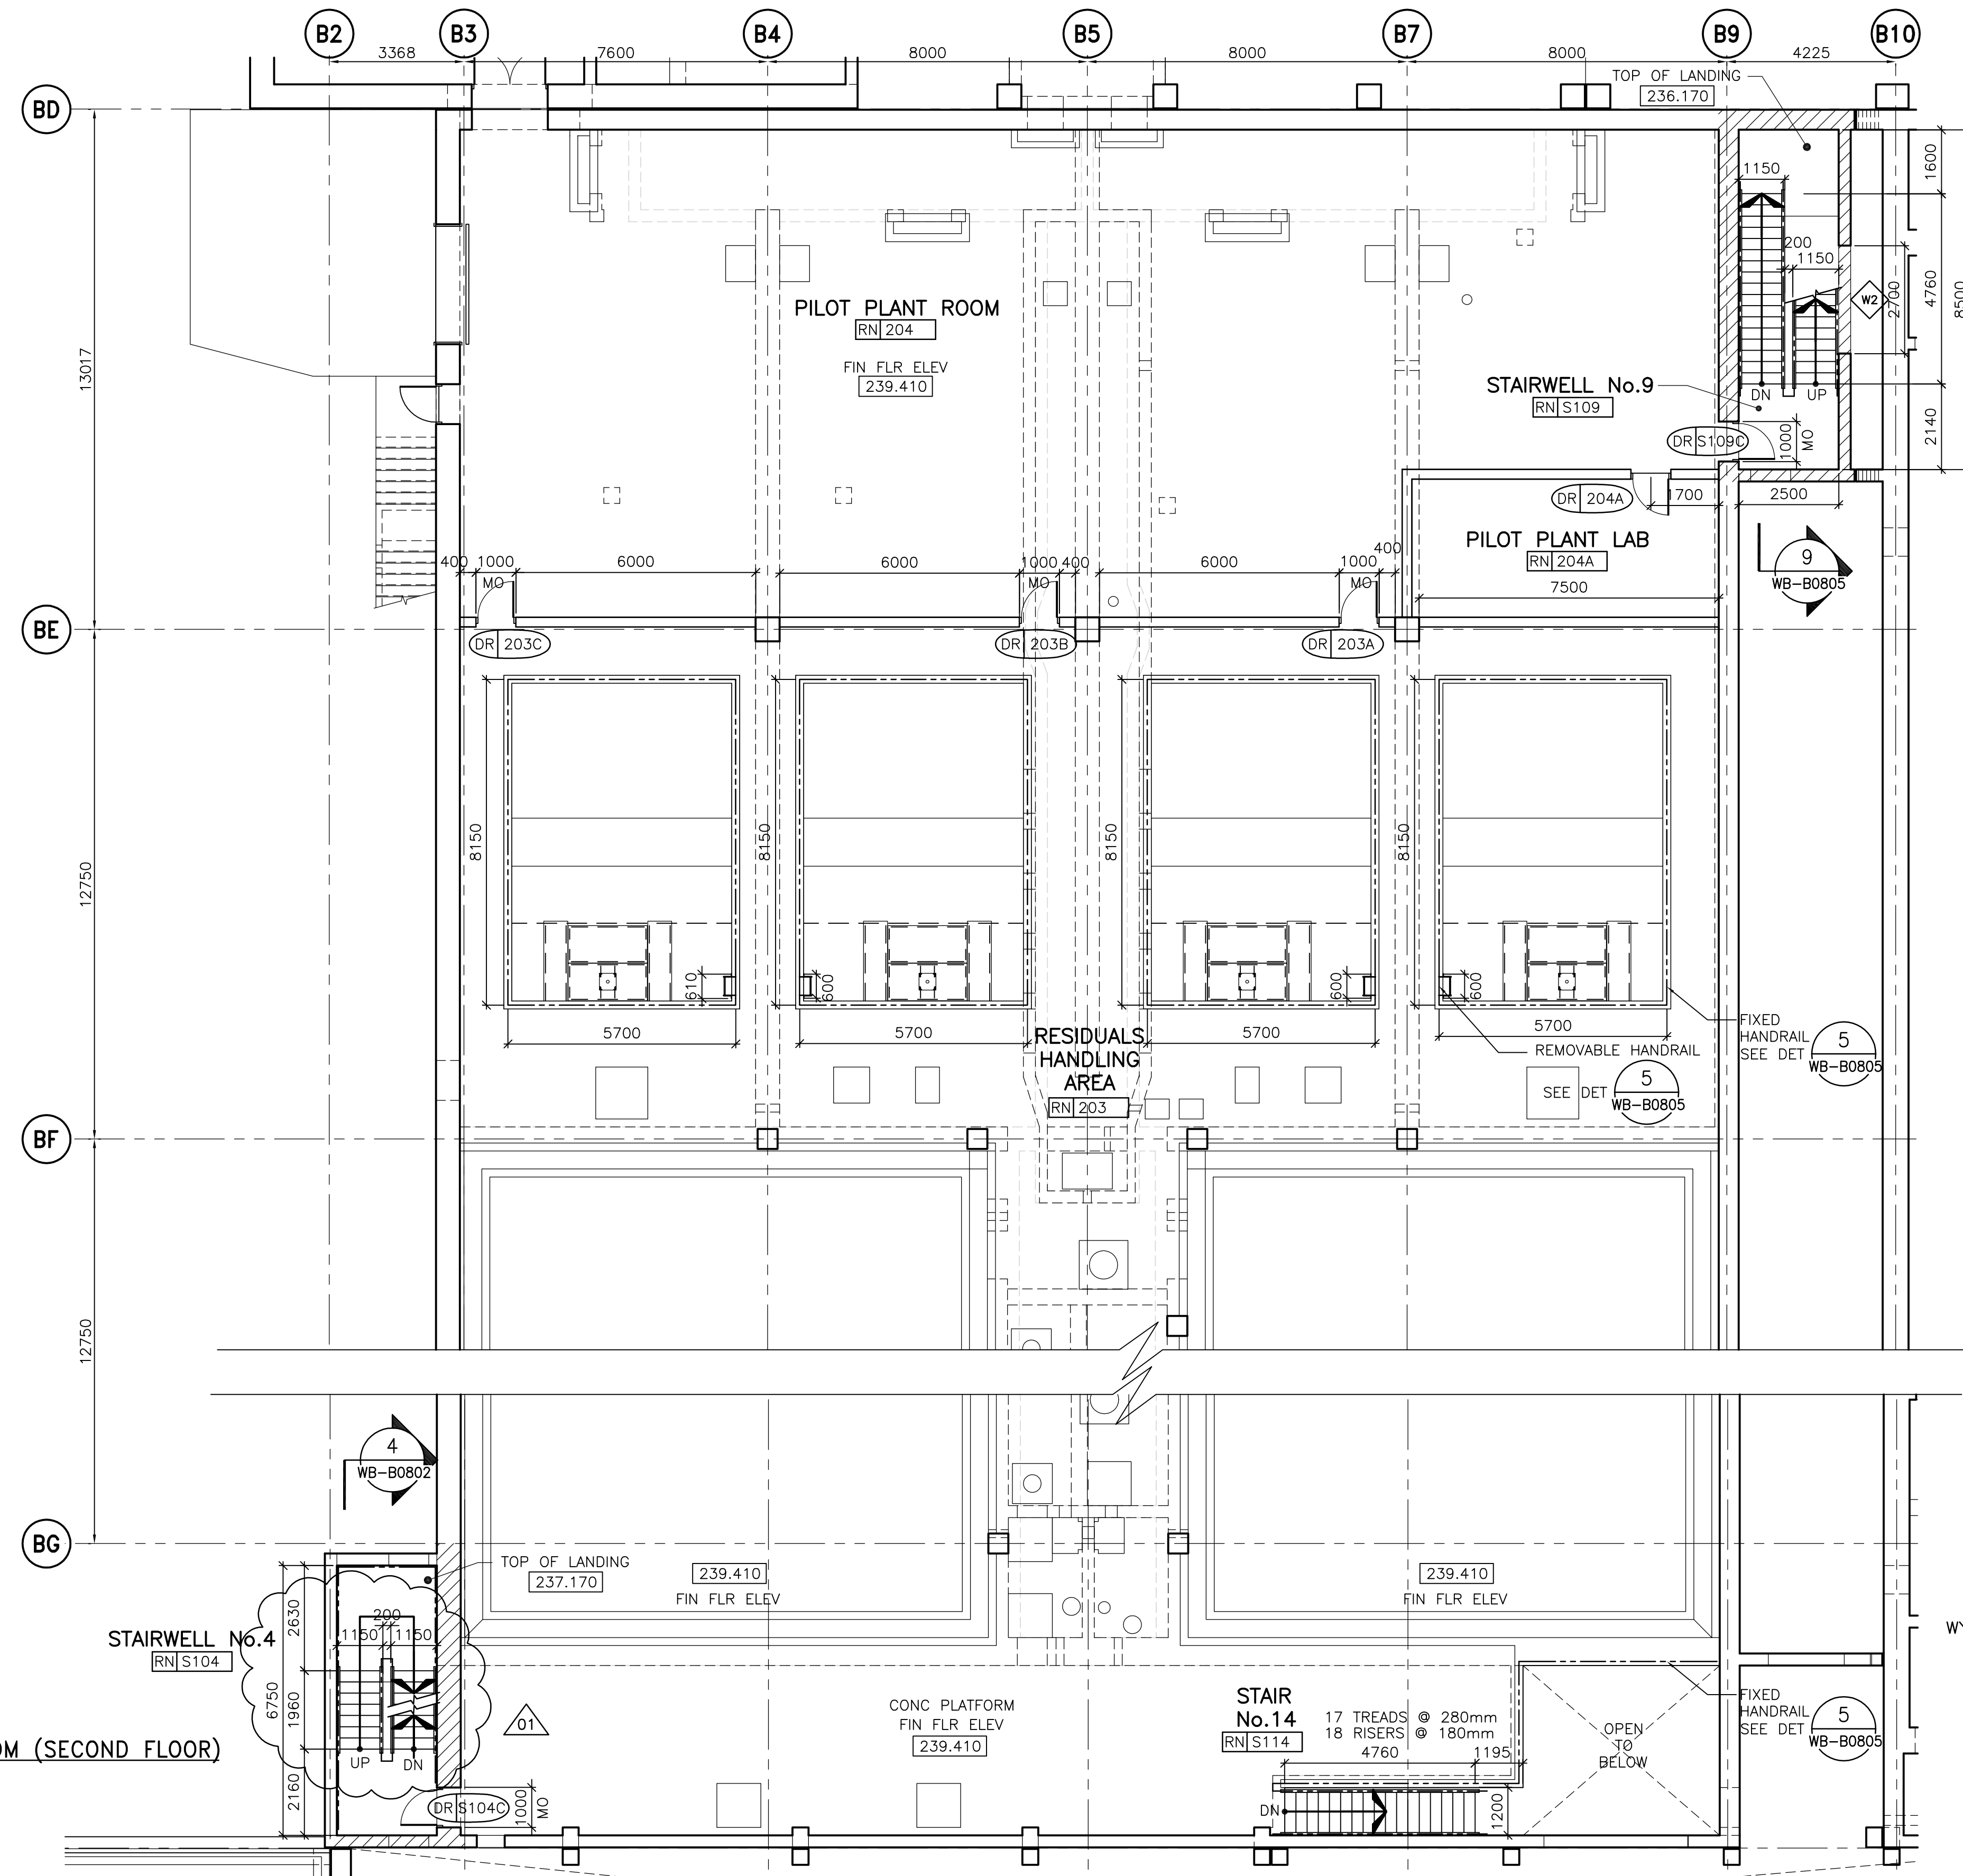 B2
B3
B4
B5
B7
B9
B10
3368
7600
8000
8000
8000
4225
BD
TOP OF LANDING
236.170
1600
1150
200
1150
2700
4760
8500
W2
PILOT PLANT ROOM
RN 204
FIN FLR ELEV
239.410
13017
STAIRWELL No.9
RN S109
DN
UP
2140
DR S109C
1000
MO
DR 204A
1700
2500
PILOT PLANT LAB
RN 204A
7500
9
WB-B0805
400
1000
MO
6000
6000
1000
MO
400
6000
1000
MO
400
BE
DR 203C
DR 203B
DR 203A
8150
8150
8150
8150
12750
610
600
600
600
5700
5700
5700
5700
RESIDUALS
HANDLING
AREA
RN 203
REMOVABLE HANDRAIL
SEE DET
5
WB-B0805
FIXED
HANDRAIL
SEE DET
5
WB-B0805
BF
12750
4
WB-B0802
BG
TOP OF LANDING
237.170
239.410
FIN FLR ELEV
239.410
FIN FLR ELEV
2630
200
1150
1150
STAIRWELL No.4
RN S104
6750
1960
2160
UP
DN
01
DR S104C
1000
MO
OM (SECOND FLOOR)
CONC PLATFORM
FIN FLR ELEV
239.410
STAIR
No.14
RN S114
17 TREADS @ 280mm
18 RISERS @ 180mm
4760
1195
DN
1200
OPEN
TO
BELOW
FIXED
HANDRAIL
SEE DET
5
WB-B0805
WY